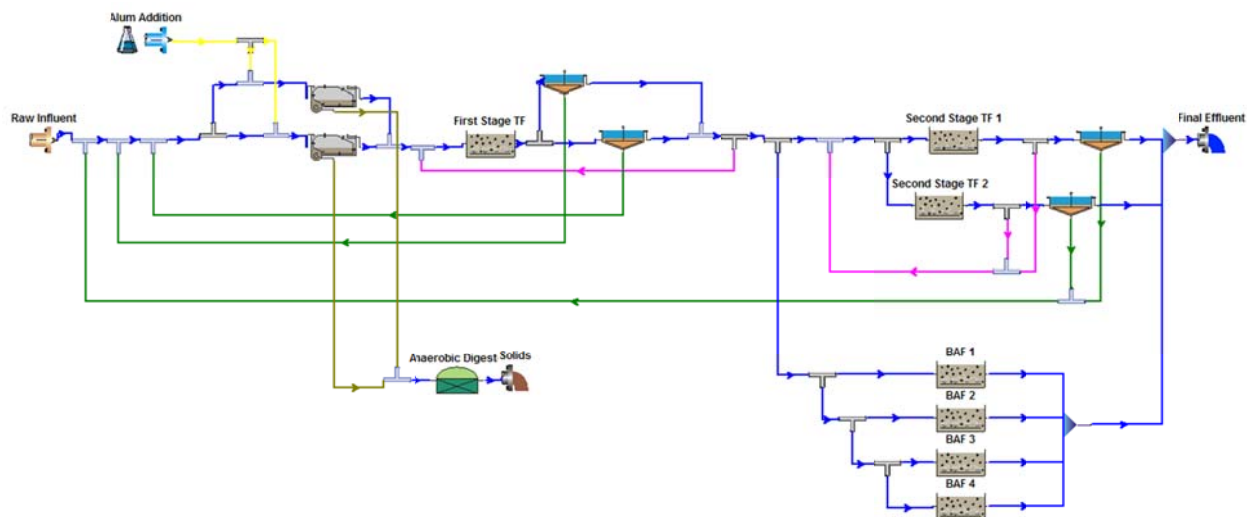 Alum Addition
Raw Influent
First Stage TF
Second Stage TF 1
Final Effluent
Second Stage TF 2
Anaerobic Digest
Solids
BAF 1
BAF 2
BAF 3
BAF 4